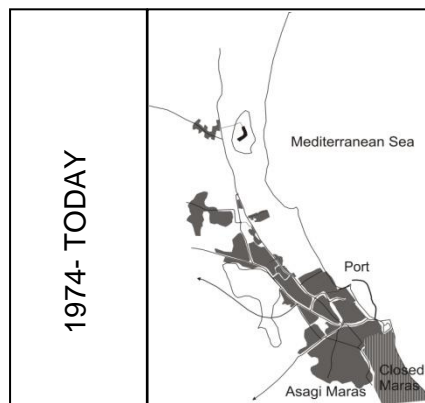 1974- TODAY
Mediterranean Sea
Port
Closed
Maras
Asagi Maras